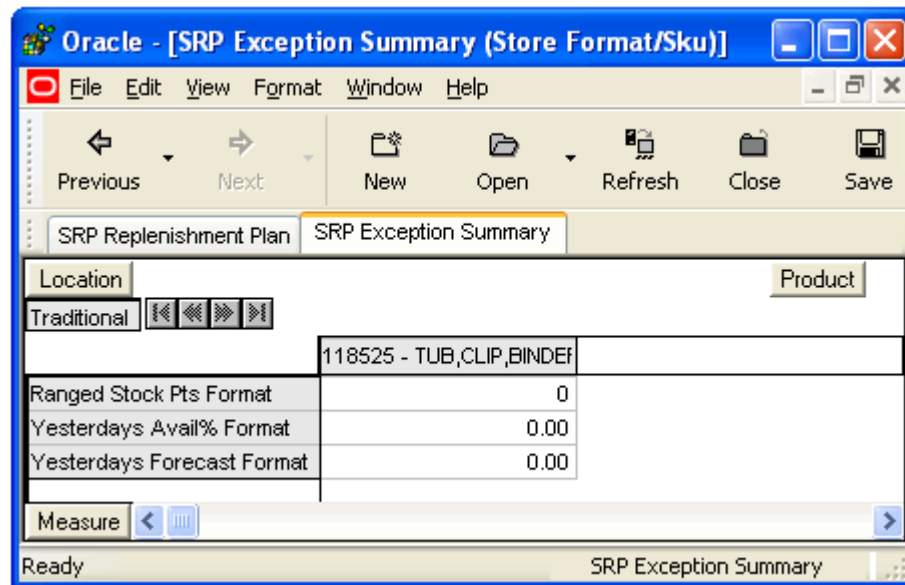 Oracle - [SRP Exception Summary (Store Format/Sku)]
File Edit View Format Window Help
Previous Next New Open Refresh Close Save
SRP Replenishment Plan SRP Exception Summary
Location Product
Traditional
118525 - TUB,CLIP,BINDER
Ranged Stock Pts Format 0
Yesterdays Avail% Format 0.00
Yesterdays Forecast Format 0.00
Measure
Ready SRP Exception Summary